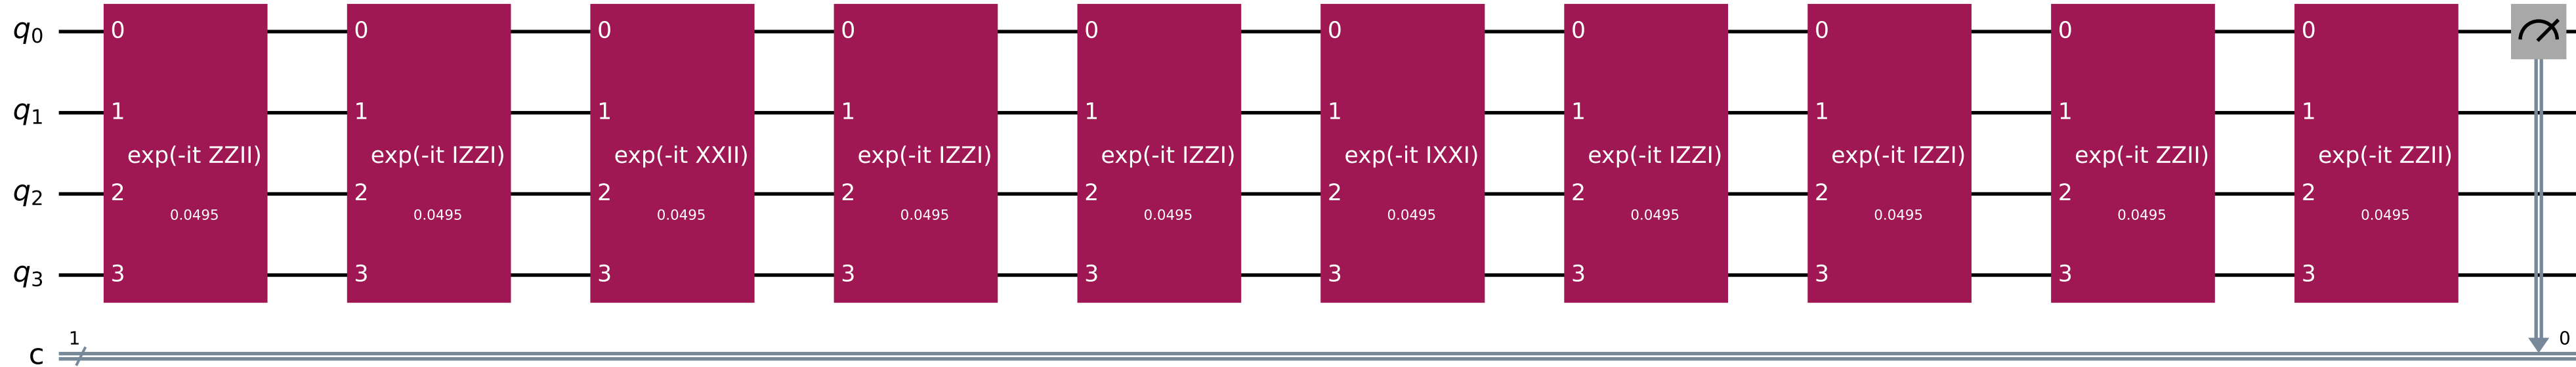 q0 0 0 0 0 0 0 0 0 0 0
q1 1 1 1 1 1 1 1 1 1 1
exp(-it ZZII) exp(-it IZZI) exp(-it XXII) exp(-it IZZI) exp(-it IZZI) exp(-it IXXI) exp(-it IZZI) exp(-it IZZI) exp(-it ZZII) exp(-it ZZII)
q2 2 2 2 2 2 2 2 2 2 2
0.0495 0.0495 0.0495 0.0495 0.0495 0.0495 0.0495 0.0495 0.0495 0.0495
q3 3 3 3 3 3 3 3 3 3 3
1 0
c